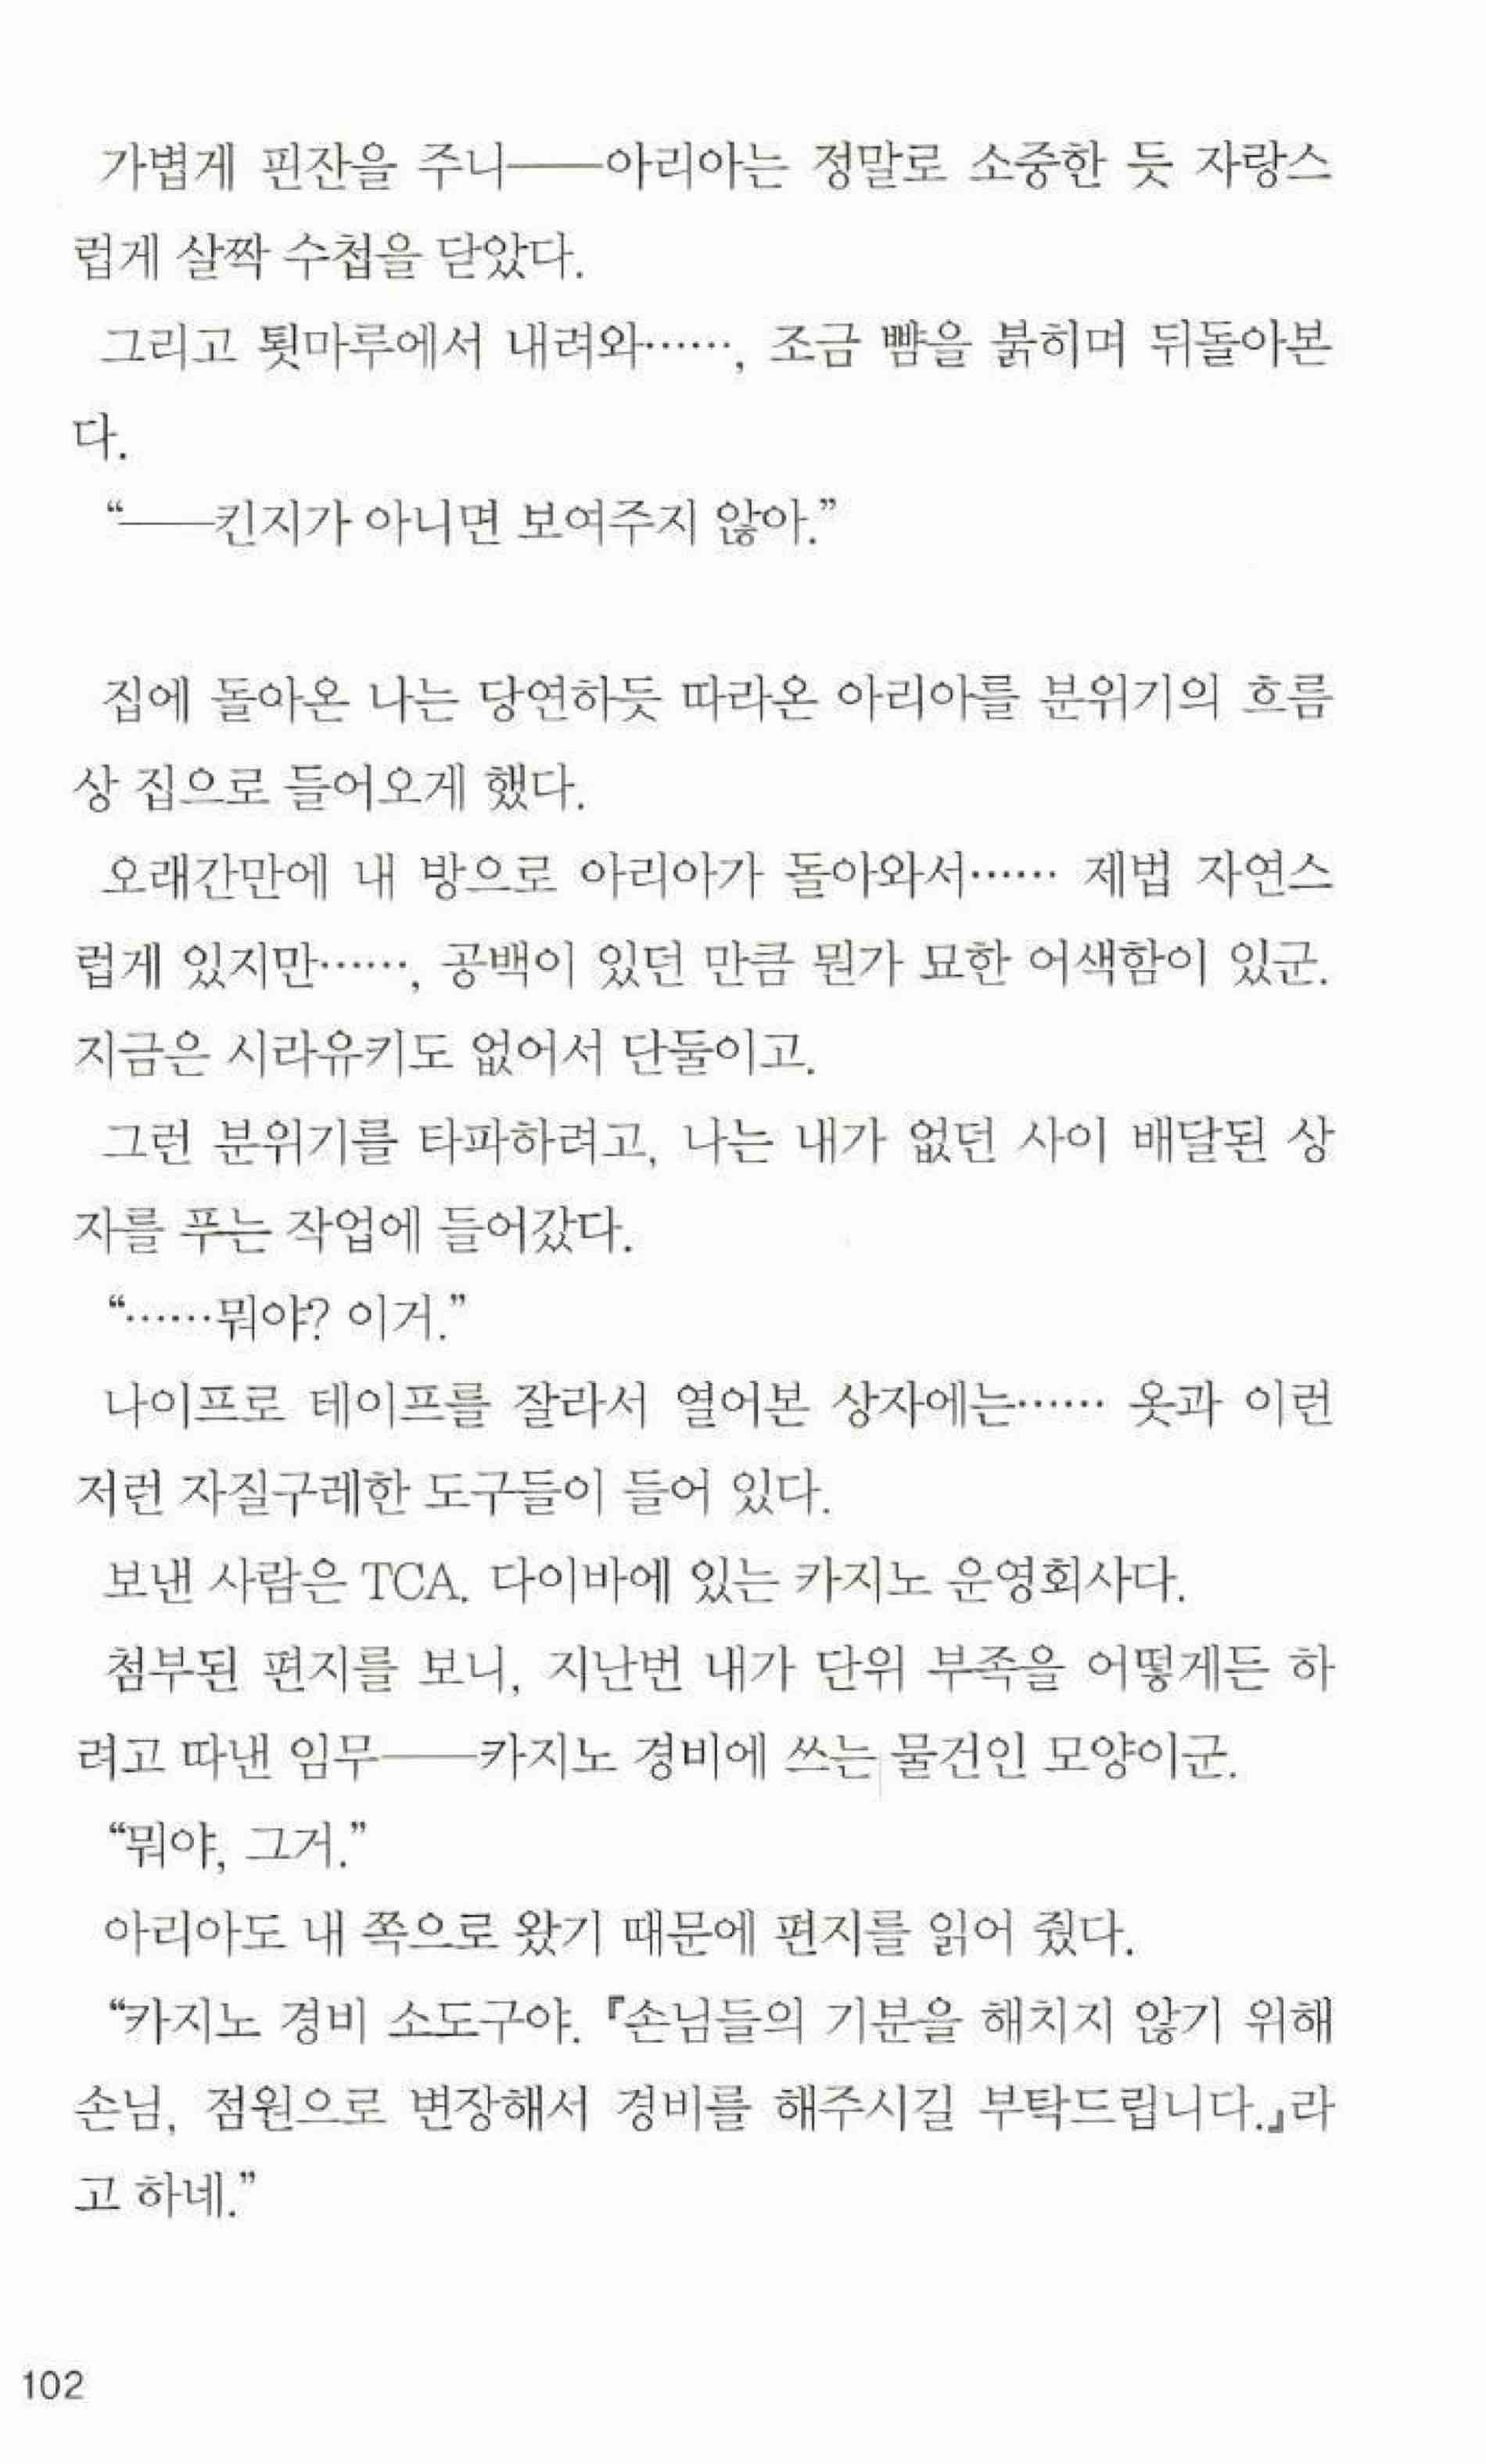 가볍게 핀잔을 주니──아리아는 정말로 소중한 듯 자랑스
럽게 살짝 수첩을 닫았다.
그리고 툇마루에서 내려와……, 조금 뺨을 붉히며 뒤돌아본
다.
“──킨지가 아니면 보여주지 않아.”
집에 돌아온 나는 당연하듯 따라온 아리아를 분위기의 흐름
상 집으로 들어오게 했다.
오래간만에 내 방으로 아리아가 돌아와서…… 제법 자연스
럽게 있지만……, 공백이 있던 만큼 뭔가 묘한 어색함이 있군.
지금은 시라유키도 없어서 단둘이고.
그런 분위기를 타파하려고, 나는 내가 없던 사이 배달된 상
자를 푸는 작업에 들어갔다.
“……뭐야? 이거.”
나이프로 테이프를 잘라서 열어본 상자에는…… 옷과 이런
저런 자질구레한 도구들이 들어 있다.
보낸 사람은 TCA. 다이바에 있는 카지노 운영회사다.
첨부된 편지를 보니, 지난번 내가 단위 부족을 어떻게든 하
려고 따낸 임무──카지노 경비에 쓰는 물건인 모양이군.
“뭐야, 그거.”
아리아도 내 쪽으로 왔기 때문에 편지를 읽어 줬다.
“카지노 경비 소도구야. 『손님들의 기분을 해치지 않기 위해
손님, 점원으로 변장해서 경비를 해주시길 부탁드립니다.』라
고 하네.”
102